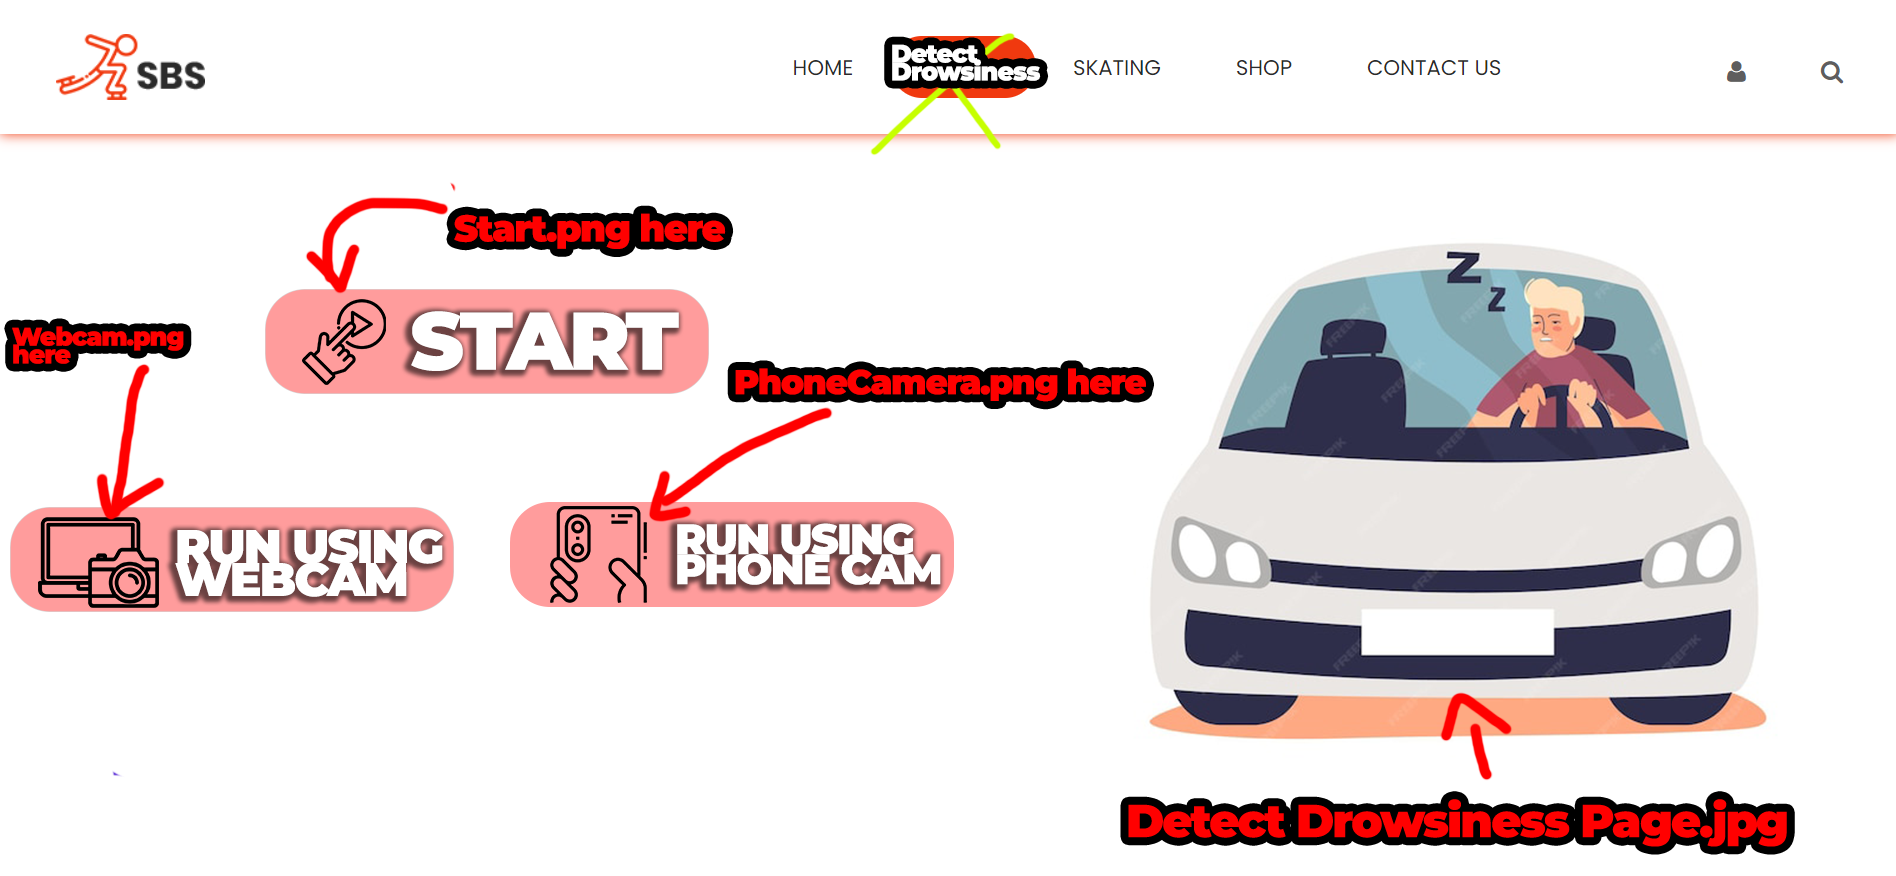 SBS
HOME
Detect
Drowsiness
SKATING
SHOP
CONTACT US
Start.png here
START
Webcam.png
here
PhoneCamera.png here
RUN USING
WEBCAM
RUN USING
PHONE CAM
Z
Z
Detect Drowsiness Page.jpg